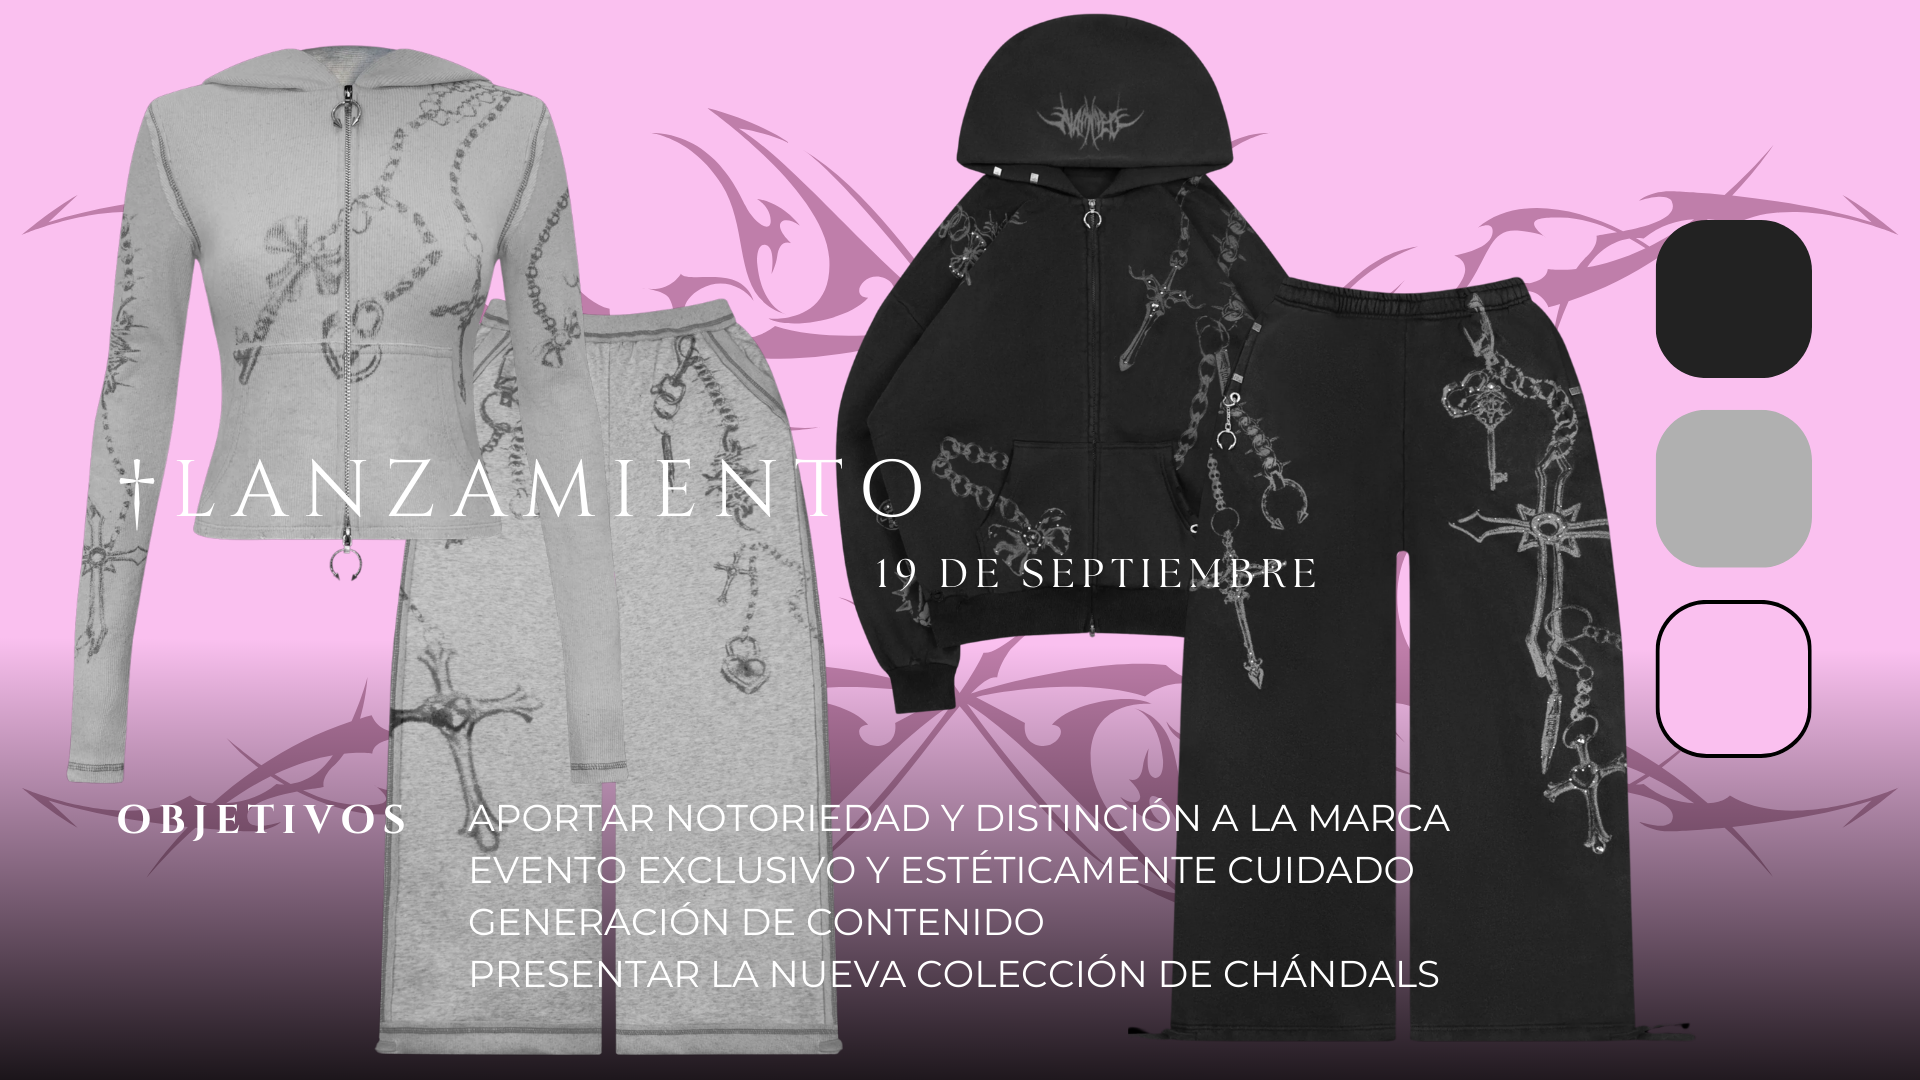 †LANZAMIENTO
19 DE SEPTIEMBRE
OBJETIVOS
APORTAR NOTORIEDAD Y DISTINCIÓN A LA MARCA
EVENTO EXCLUSIVO Y ESTÉTICAMENTE CUIDADO
GENERACIÓN DE CONTENIDO
PRESENTAR LA NUEVA COLECCIÓN DE CHÁNDALS